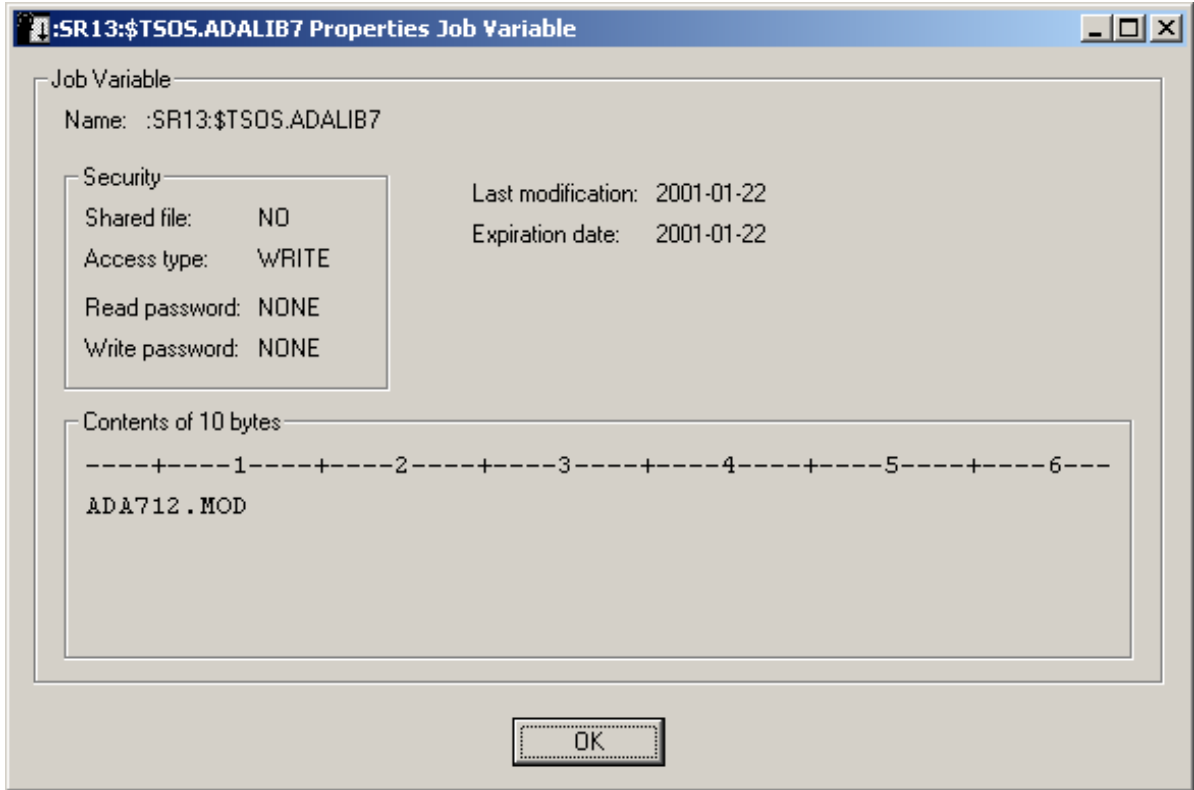 :SR13:$TSOS.ADALIB7 Properties Job Variable
Job Variable
Name: :SR13:$TSOS.ADALIB7
Security
Shared file: NO
Access type: WRITE
Read password: NONE
Write password: NONE
Last modification: 2001-01-22
Expiration date: 2001-01-22
Contents of 10 bytes
----+----1----+----2----+----3----+----4----+----5----+----6---
ADA712.MOD
OK